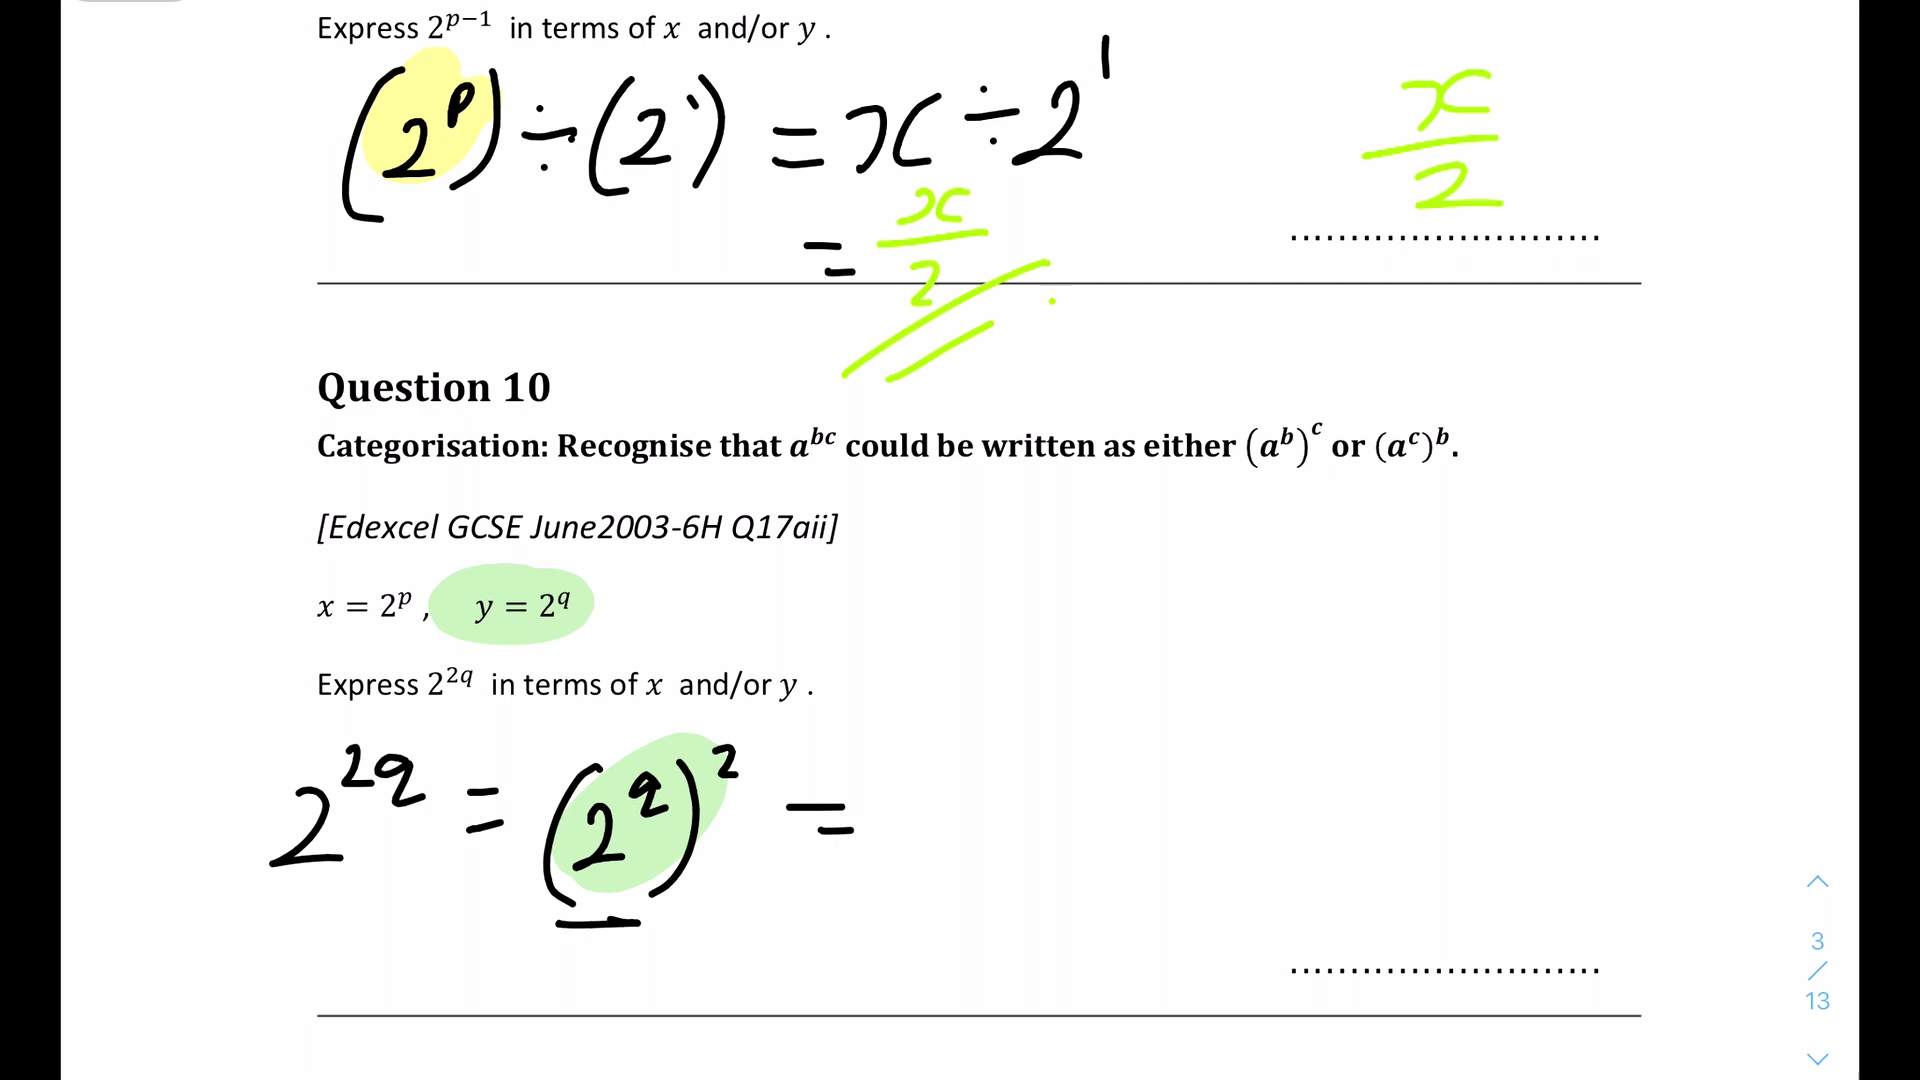 Express 2^{p−1} in terms of x and/or y .
(2^p) ÷ (2^1) = x ÷ 2^1
x/2
= x/2
..........................
Question 10
Categorisation: Recognise that a^{bc} could be written as either (a^b)^c or (a^c)^b.
[Edexcel GCSE June2003-6H Q17aii]
x = 2^p , y = 2^q
Express 2^{2q} in terms of x and/or y .
2^{2q} = (2^q)^2 =
..........................
3
/
13